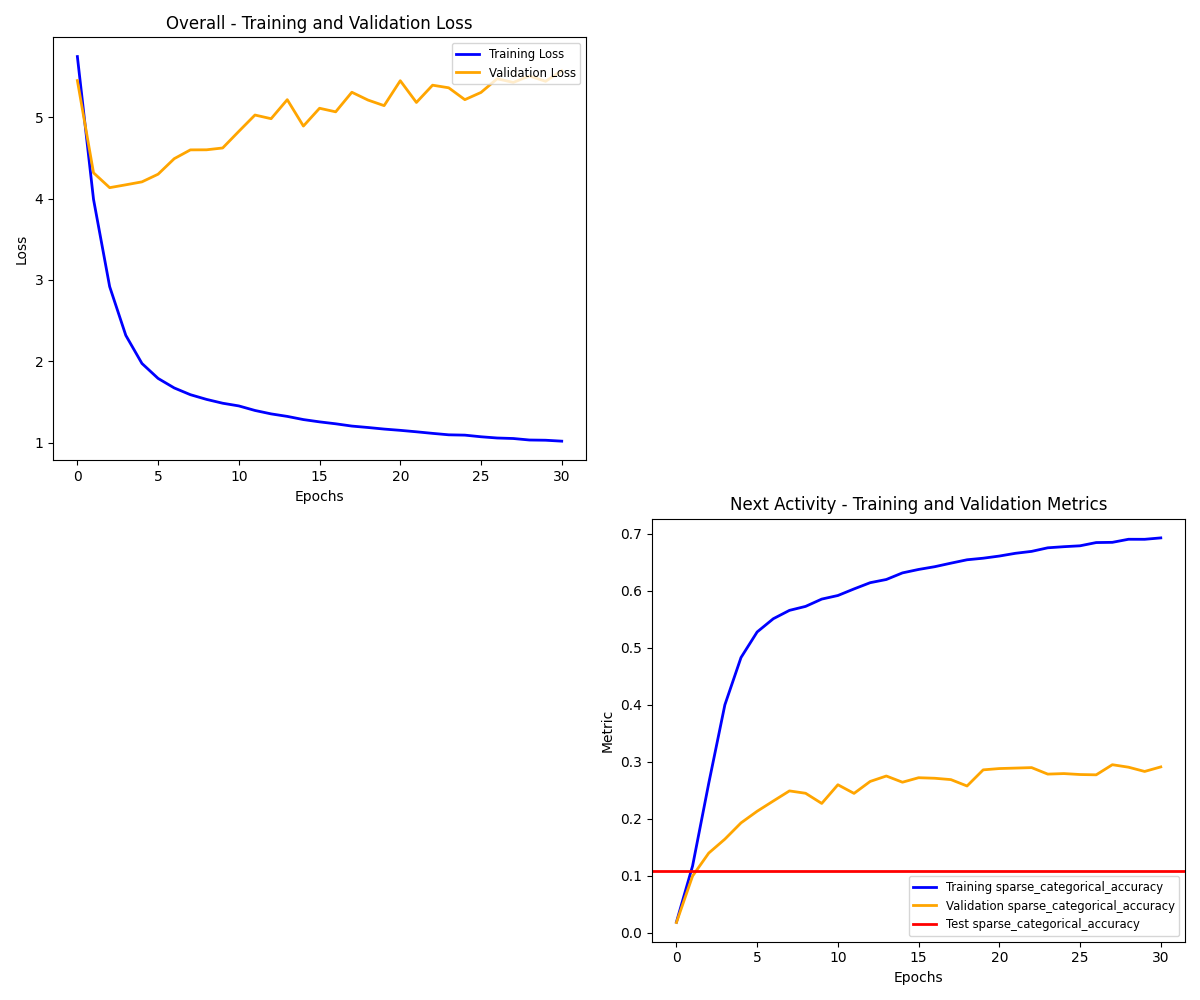 Overall - Training and Validation Loss
Training Loss
Validation Loss
5
4
3
2
1
Loss
0 5 10 15 20 25 30
Epochs
Next Activity - Training and Validation Metrics
0.7
0.6
0.5
0.4
0.3
0.2
0.1
0.0
Metric
Training sparse_categorical_accuracy
Validation sparse_categorical_accuracy
Test sparse_categorical_accuracy
0 5 10 15 20 25 30
Epochs